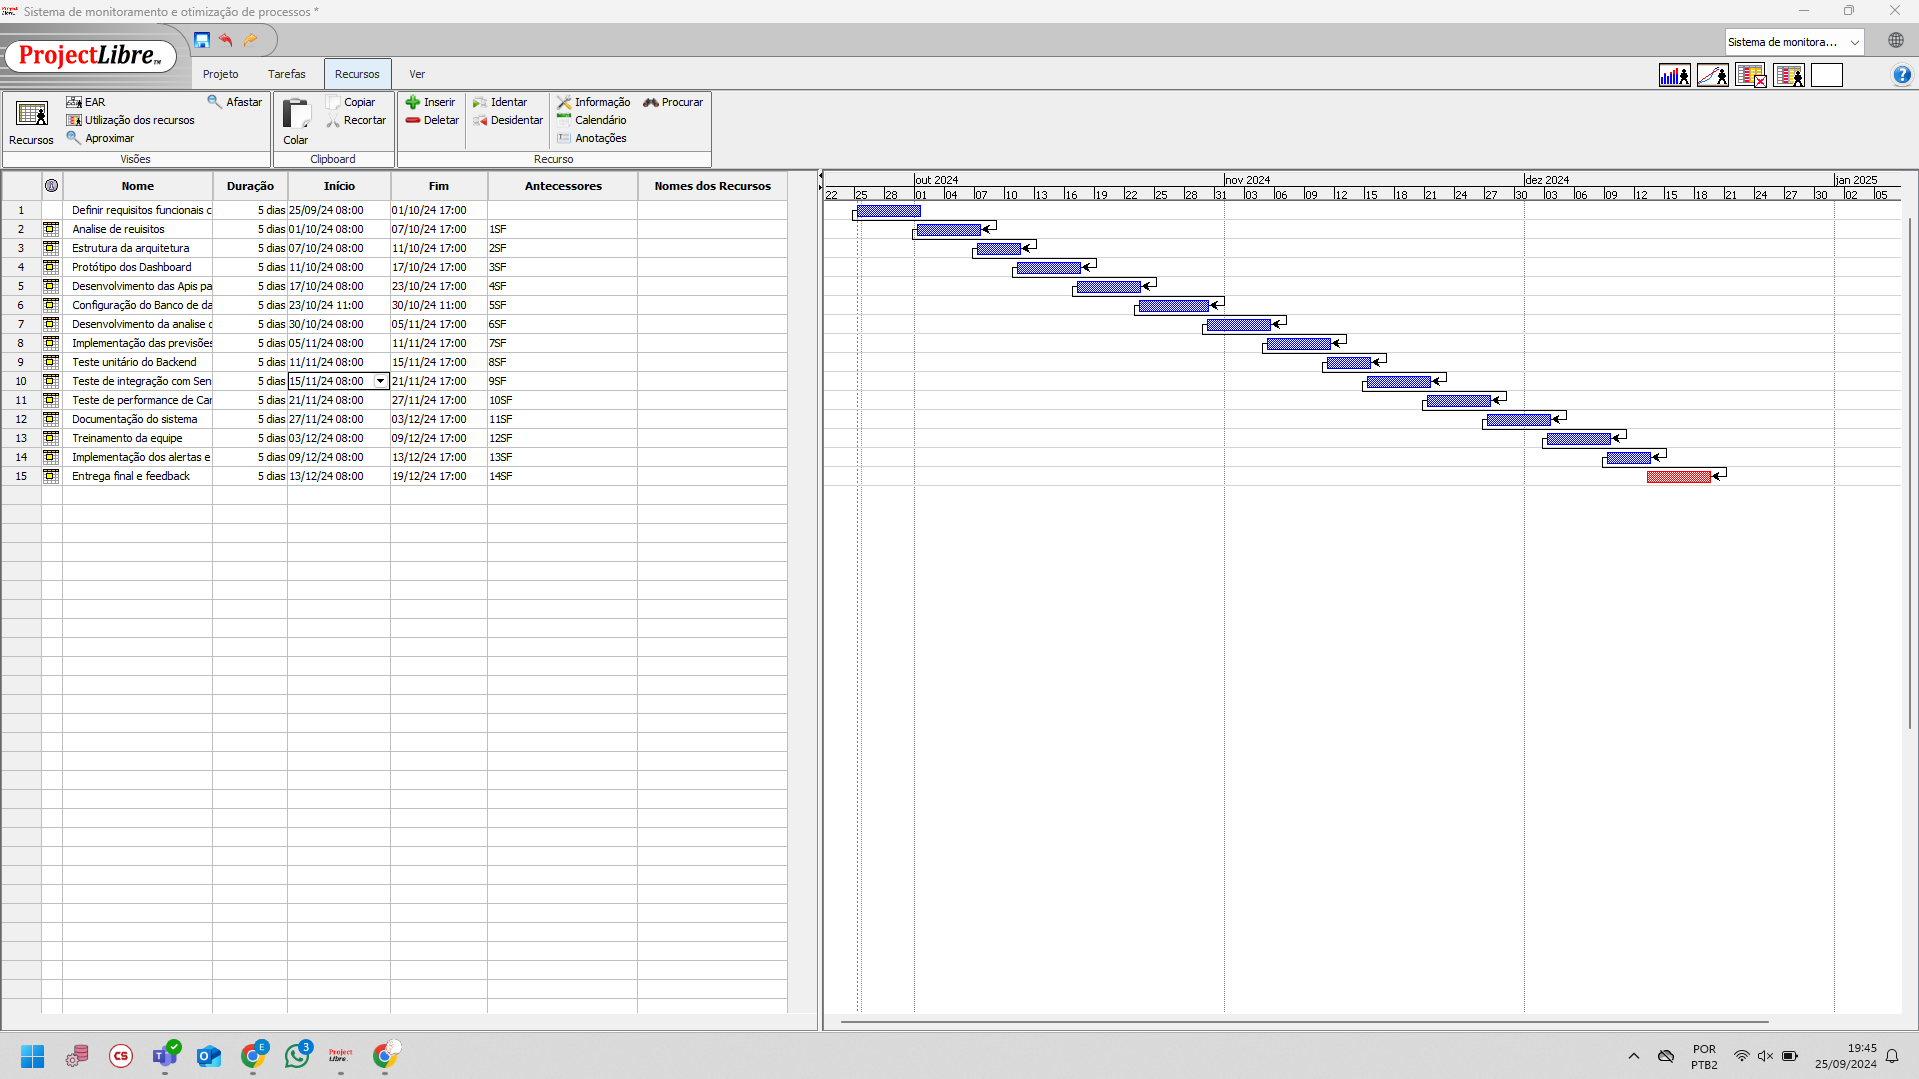 Sistema de monitoramento e otimização de processos *
ProjectLibre™
Sistema de monitora...
Projeto Tarefas Recursos Ver
Recursos
EAR
Utilização dos recursos
Aproximar
Afastar
Visões
Colar
Copiar
Recortar
Clipboard
Inserir
Deletar
Identar
Desidentar
Informação
Calendário
Anotações
Procurar
Recurso
Nome Duração Início Fim Antecessores Nomes dos Recursos
1 Definir requisitos funcionais c 5 dias 25/09/24 08:00 01/10/24 17:00
2 Analise de reuisitos 5 dias 01/10/24 08:00 07/10/24 17:00 1SF
3 Estrutura da arquitetura 5 dias 07/10/24 08:00 11/10/24 17:00 2SF
4 Protótipo dos Dashboard 5 dias 11/10/24 08:00 17/10/24 17:00 3SF
5 Desenvolvimento das Apis pa 5 dias 17/10/24 08:00 23/10/24 17:00 4SF
6 Configuração do Banco de da 5 dias 23/10/24 11:00 30/10/24 11:00 5SF
7 Desenvolvimento da analise c 5 dias 30/10/24 08:00 05/11/24 17:00 6SF
8 Implementação das previsões 5 dias 05/11/24 08:00 11/11/24 17:00 7SF
9 Teste unitário do Backend 5 dias 11/11/24 08:00 15/11/24 17:00 8SF
10 Teste de integração com Sen 5 dias 15/11/24 08:00 21/11/24 17:00 9SF
11 Teste de performance de Car 5 dias 21/11/24 08:00 27/11/24 17:00 10SF
12 Documentação do sistema 5 dias 27/11/24 08:00 03/12/24 17:00 11SF
13 Treinamento da equipe 5 dias 03/12/24 08:00 09/12/24 17:00 12SF
14 Implementação dos alertas e 5 dias 09/12/24 08:00 13/12/24 17:00 13SF
15 Entrega final e feedback 5 dias 13/12/24 08:00 19/12/24 17:00 14SF
out 2024 nov 2024 dez 2024 jan 2025
22 25 28 01 04 07 10 13 16 19 22 25 28 31 03 06 09 12 15 18 21 24 27 30 03 06 09 12 15 18 21 24 27 30 02 05
CS
E
3
Project Libre
POR
PTB2
19:45
25/09/2024